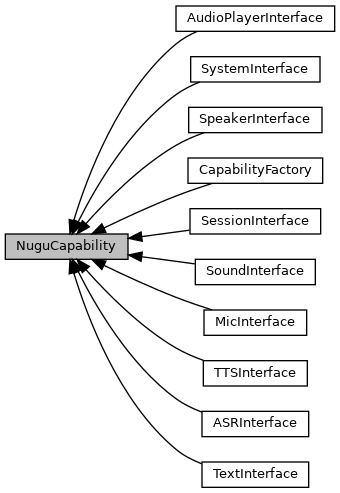 AudioPlayerInterface
SystemInterface
SpeakerInterface
CapabilityFactory
SessionInterface
NuguCapability
SoundInterface
MicInterface
TTSInterface
ASRInterface
TextInterface